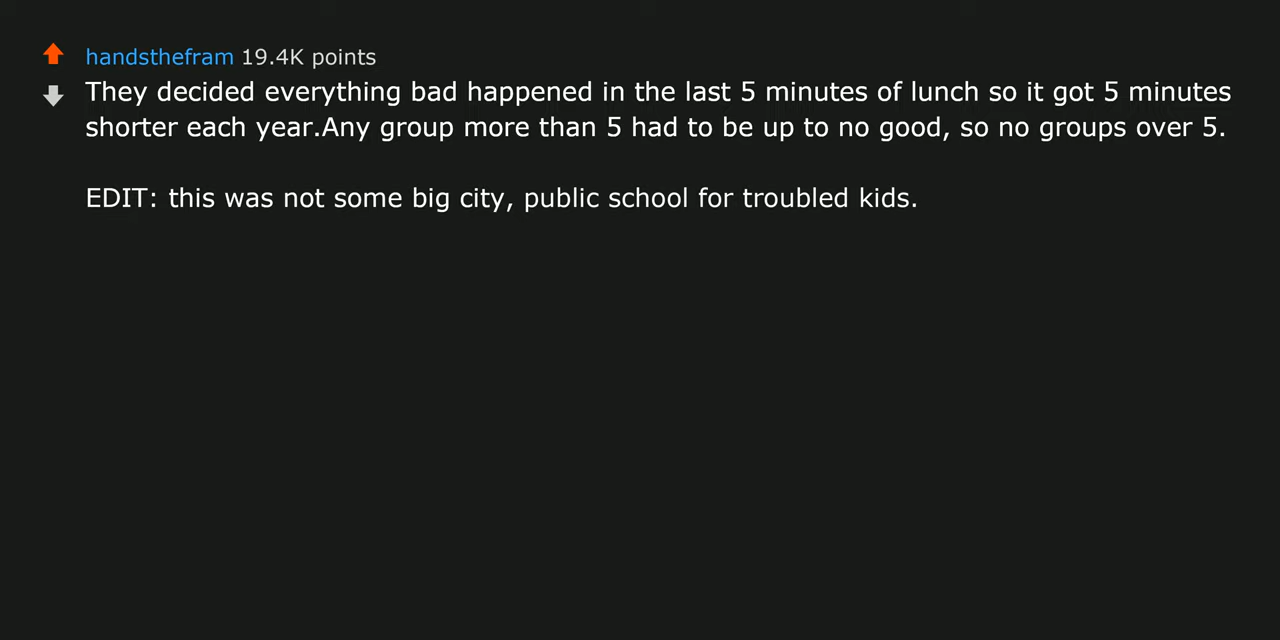 handsthefram 19.4K points
They decided everything bad happened in the last 5 minutes of lunch so it got 5 minutes
shorter each year.Any group more than 5 had to be up to no good, so no groups over 5.
EDIT: this was not some big city, public school for troubled kids.